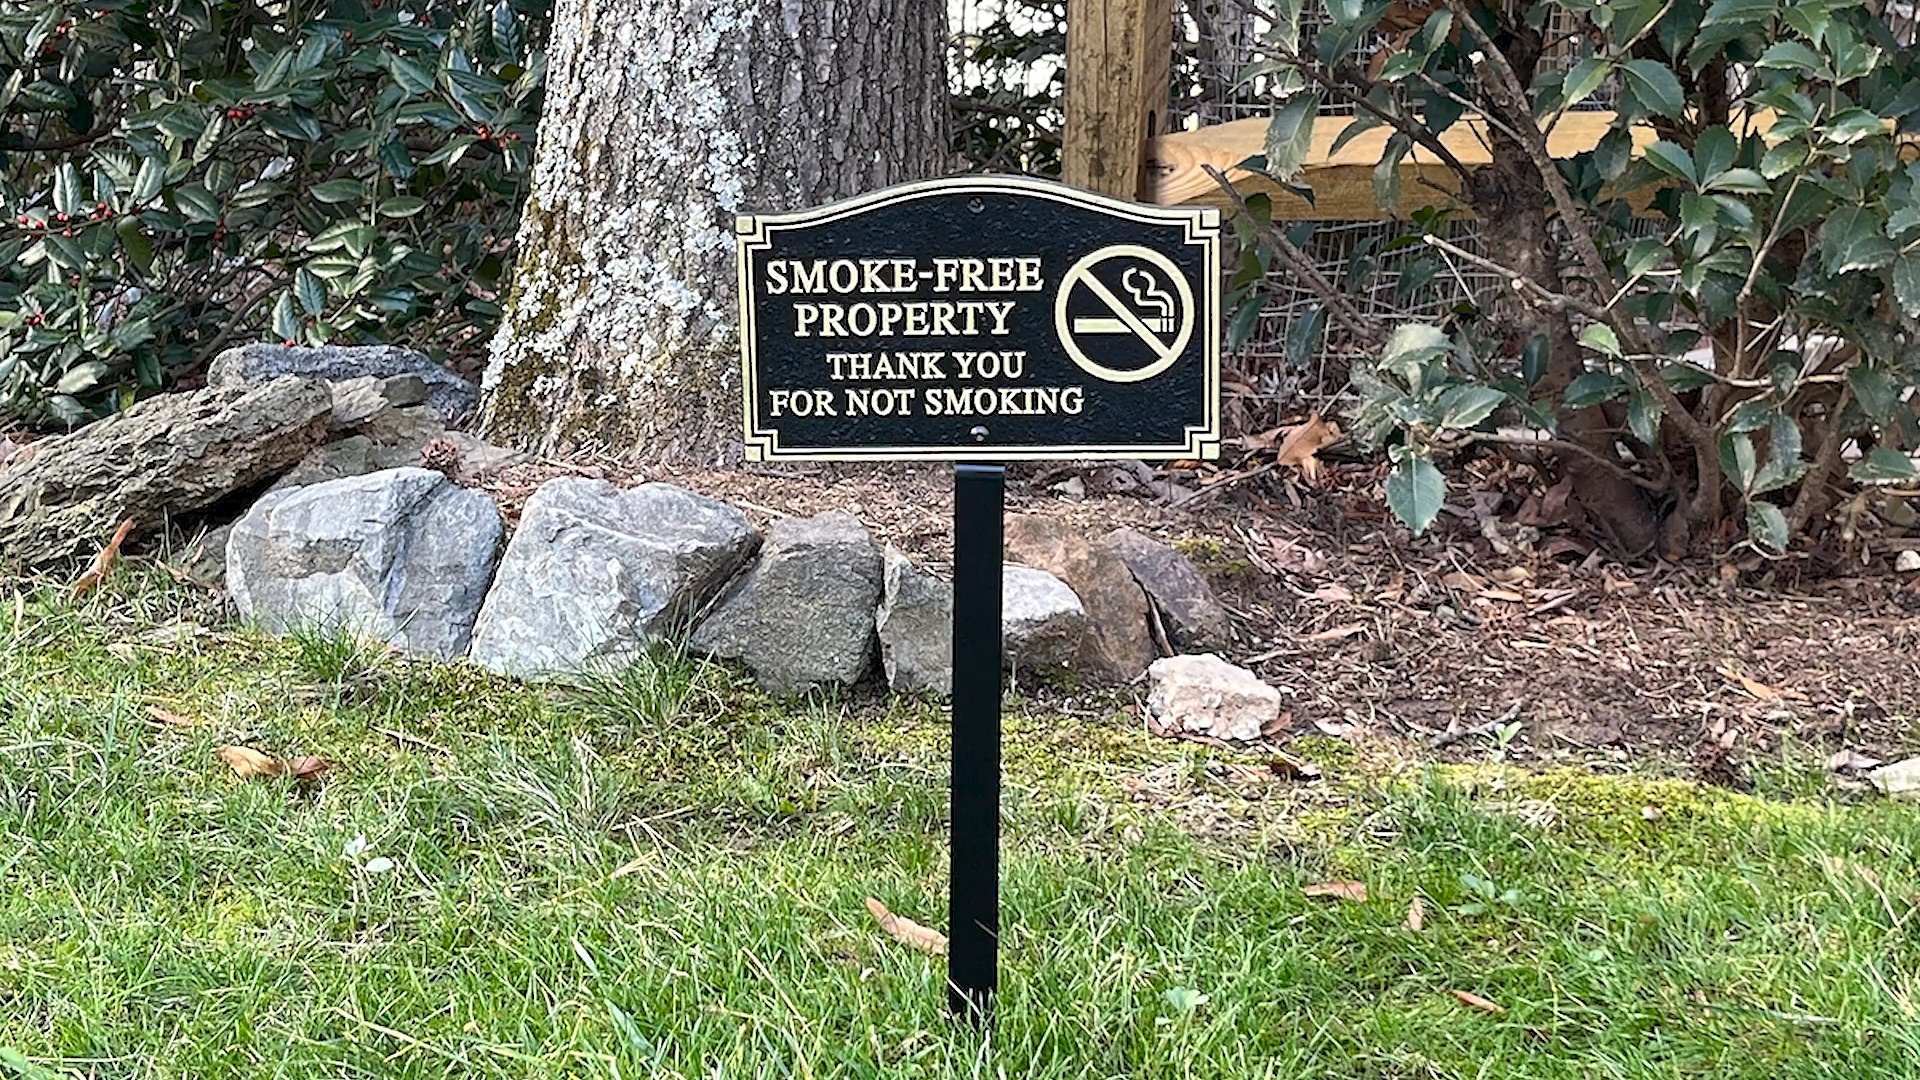 SMOKE-FREE
PROPERTY
THANK YOU
FOR NOT SMOKING